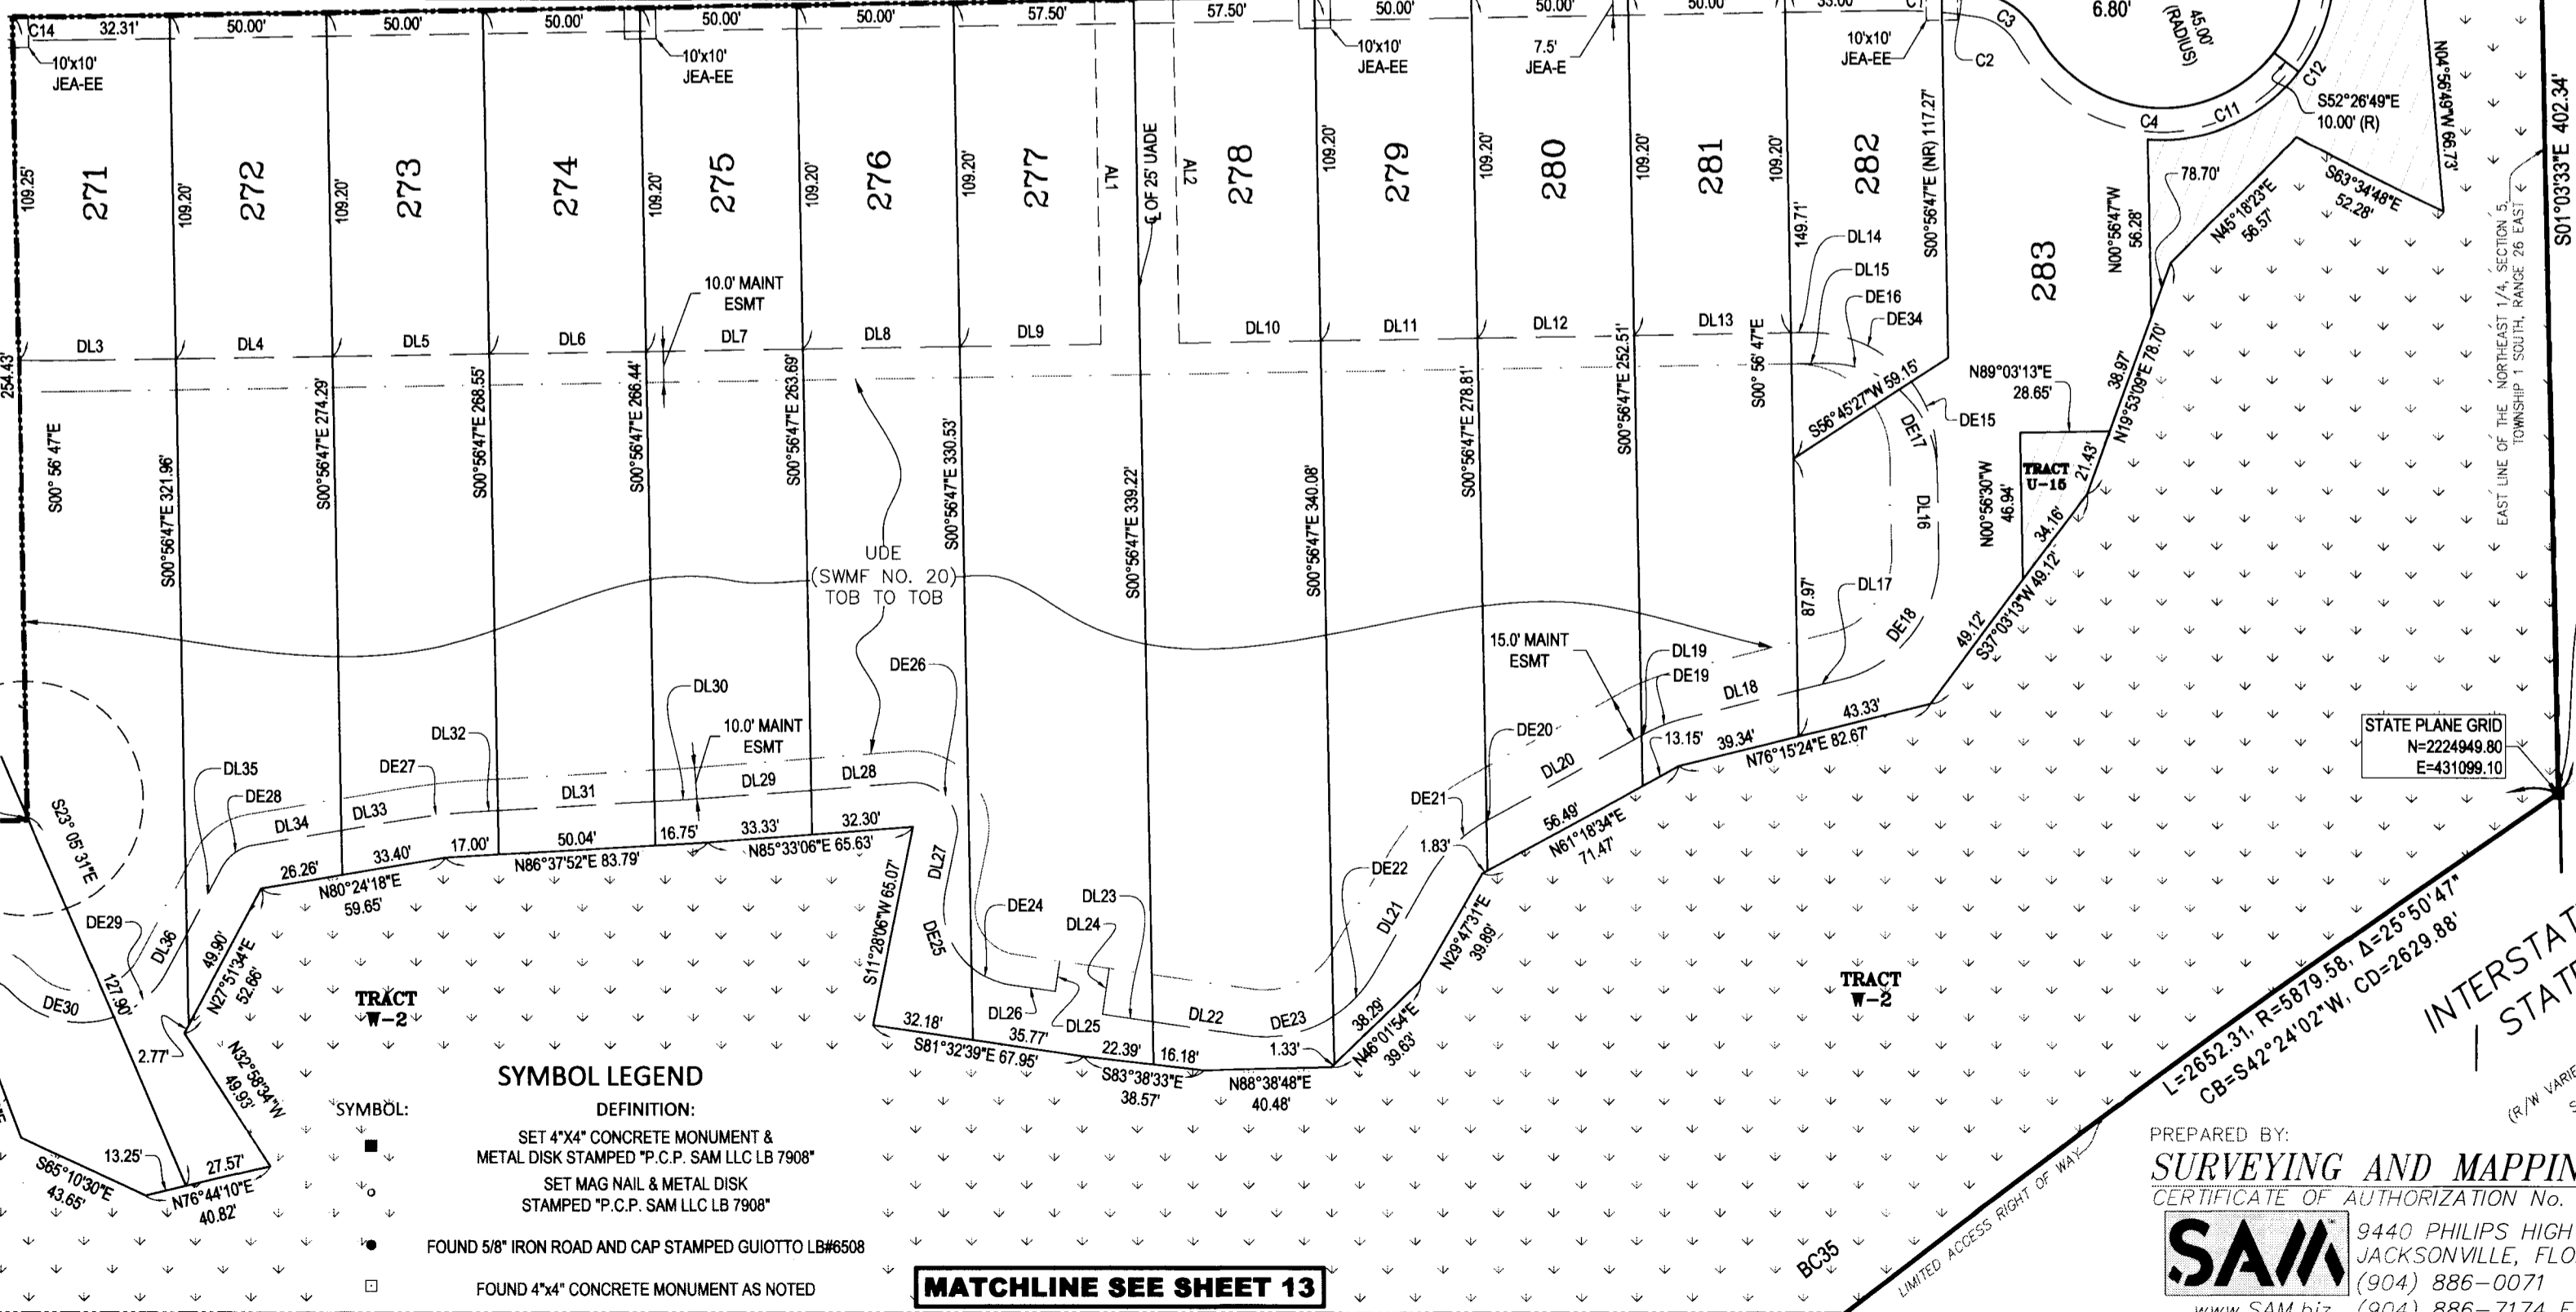 C14
32.31'
50.00'
50.00'
50.00'
50.00'
50.00'
57.50'
57.50'
50.00'
50.00'
50.00'
33.00'
C1
C3
6.80'
45.00'
(RADIUS)
10'x10'
JEA-EE
10'x10'
JEA-EE
10'x10'
JEA-EE
7.5'
JEA-E
10'x10'
JEA-EE
C2
C4
C11
C12
S52°26'49"E
10.00' (R)
N04°56'49"W 66.73'
S01°03'33"E 402.34'
109.25'
271
109.20'
272
109.20'
273
274
109.20'
275
109.20'
276
109.20'
277
AL1
℄ OF 25' UADE
AL2
278
109.20'
279
109.20'
280
109.20'
281
109.20'
282
S00°56'47"E (NR) 117.27'
283
N00°56'47"W
56.28'
78.70'
N45°18'23"E
56.57'
S63°34'48"E
52.28'
EAST LINE OF THE NORTHEAST 1/4, SECTION 5,
TOWNSHIP 1 SOUTH, RANGE 26 EAST
149.71'
DL14
DL15
DE16
DE34
10.0' MAINT
ESMT
DL3
DL4
DL5
DL6
DL7
DL8
DL9
DL10
DL11
DL12
DL13
254.43'
S00° 56' 47"E
S00°56'47"E 321.96'
S00°56'47"E 274.29'
S00°56'47"E 268.55'
S00°56'47"E 266.44'
S00°56'47"E 263.69'
S00°56'47"E 330.53'
S00°56'47"E 339.22'
S00°56'47"E 340.08'
S00°56'47"E 278.81'
S00°56'47"E 252.51'
S00° 56' 47"E
S56°45'27"W 59.15'
DE15
DE17
DL16
N89°03'13"E
28.65'
38.97'
N19°53'09"E 78.70'
TRACT
U-15
21.43'
N00°56'30"W
46.94'
34.16'
49.12'
S37°03'13"W 49.12'
UDE
(SWMF NO. 20)
TOB TO TOB
87.97'
DL17
DE18
15.0' MAINT
ESMT
DL19
DE19
DL18
DE26
DL30
10.0' MAINT
ESMT
DL32
DE27
DL35
DE28
DL34
DL33
DL31
DL29
DL28
DE20
DL20
13.15'
39.34'
N76°15'24"E 82.67'
43.33'
STATE PLANE GRID
N=2224949.80
E=431099.10
S23° 05'31"E
26.26'
33.40'
N80°24'18"E
59.65'
17.00'
50.04'
N86°37'52"E 83.79'
16.75'
33.33'
N85°33'06"E 65.63'
32.30'
DL27
DE21
1.83'
56.49'
N61°18'34"E
71.47'
DE22
DL21
DE29
DL36
49.90'
N27°51'34"E
52.66'
S11°28'06"W 65.07'
DE25
DE24
DL23
DL24
N29°47'31"E
39.89'
DE30
127.90'
TRACT
W-2
TRACT
W-2
DL26
DL25
DL22
DE23
2.77'
32.18'
S81°32'39"E 67.95'
35.77'
22.39'
S83°38'33"E
38.57'
16.18'
1.33'
N88°38'48"E
40.48'
38.29'
N46°01'54"E
39.63'
N32°58'34"W
49.93'
L=2652.31, R=5879.58, Δ=25°50'47"
CB=S42°24'02"W, CD=2629.88'
INTERSTAT
STAT
(R/W VARIE
13.25'
27.57'
S65°10'30"E
43.65'
N76°44'10"E
40.82'
SYMBOL LEGEND
SYMBOL:
DEFINITION:
SET 4"X4" CONCRETE MONUMENT &
METAL DISK STAMPED "P.C.P. SAM LLC LB 7908"
SET MAG NAIL & METAL DISK
STAMPED "P.C.P. SAM LLC LB 7908"
FOUND 5/8" IRON ROAD AND CAP STAMPED GUIOTTO LB#6508
FOUND 4"x4" CONCRETE MONUMENT AS NOTED
MATCHLINE SEE SHEET 13
BC35
LIMITED ACCESS RIGHT OF WAY
PREPARED BY:
SURVEYING AND MAPPIN
CERTIFICATE OF AUTHORIZATION No.
SAM
9440 PHILIPS HIGH
JACKSONVILLE, FLO
(904) 886-0071
www.SAM.biz (904) 886-7174 F